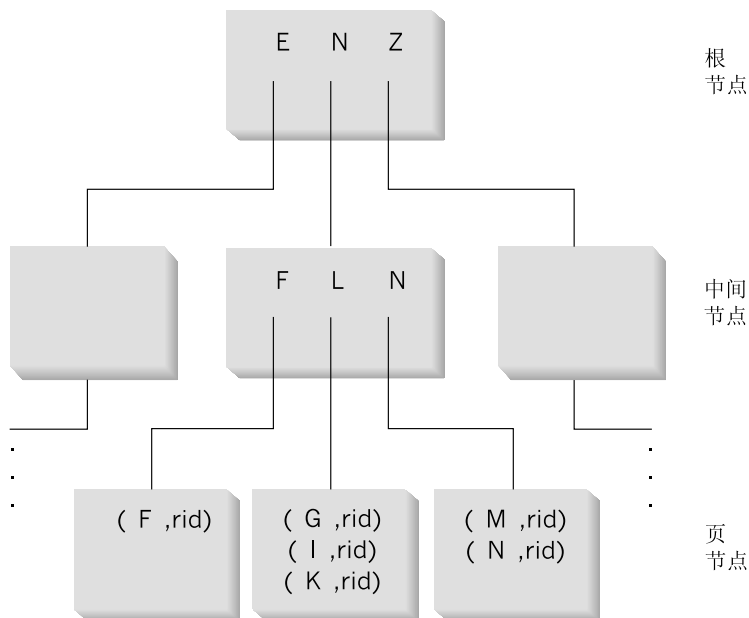 E N Z
根
节点
F L N
中间
节点
( F ,rid)
( G ,rid)
( I ,rid)
( K ,rid)
( M ,rid)
( N ,rid)
页
节点